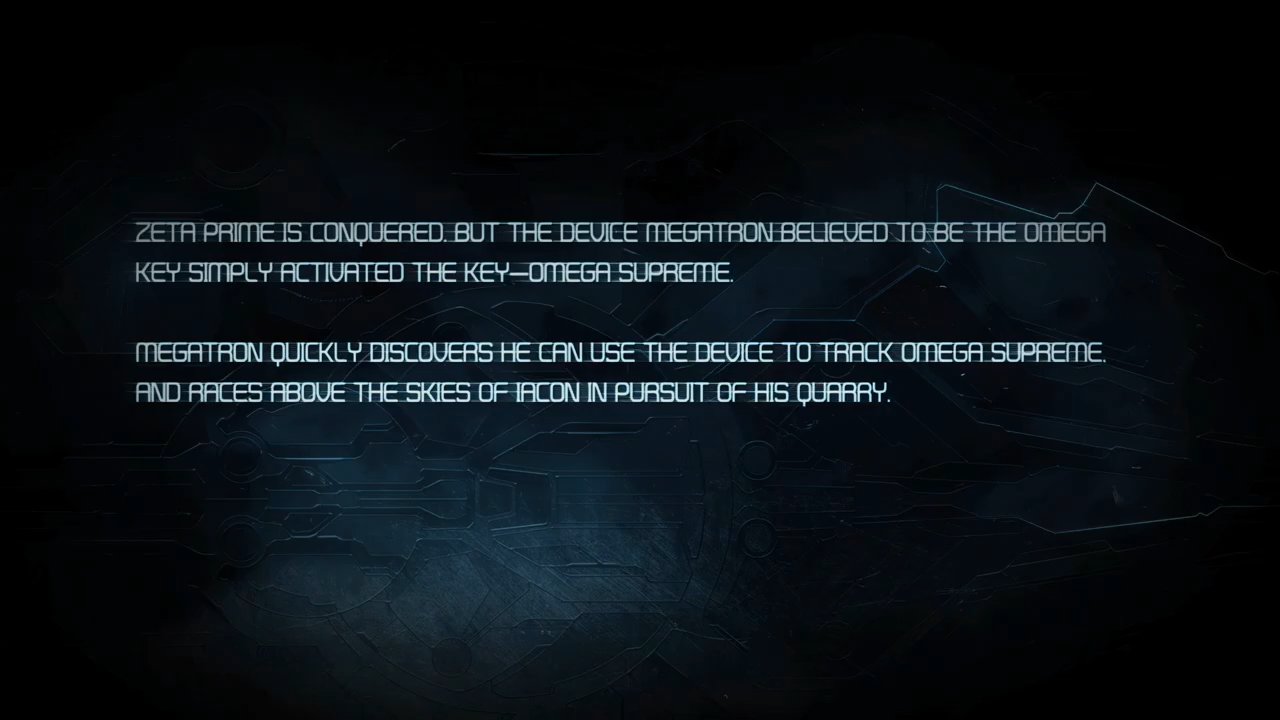 ZETA PRIME IS CONQUERED. BUT THE DEVICE MEGATRON BELIEVED TO BE THE OMEGA
KEY SIMPLY ACTIVATED THE KEY—OMEGA SUPREME.
MEGATRON QUICKLY DISCOVERS HE CAN USE THE DEVICE TO TRACK OMEGA SUPREME.
AND RACES ABOVE THE SKIES OF IACON IN PURSUIT OF HIS QUARRY.